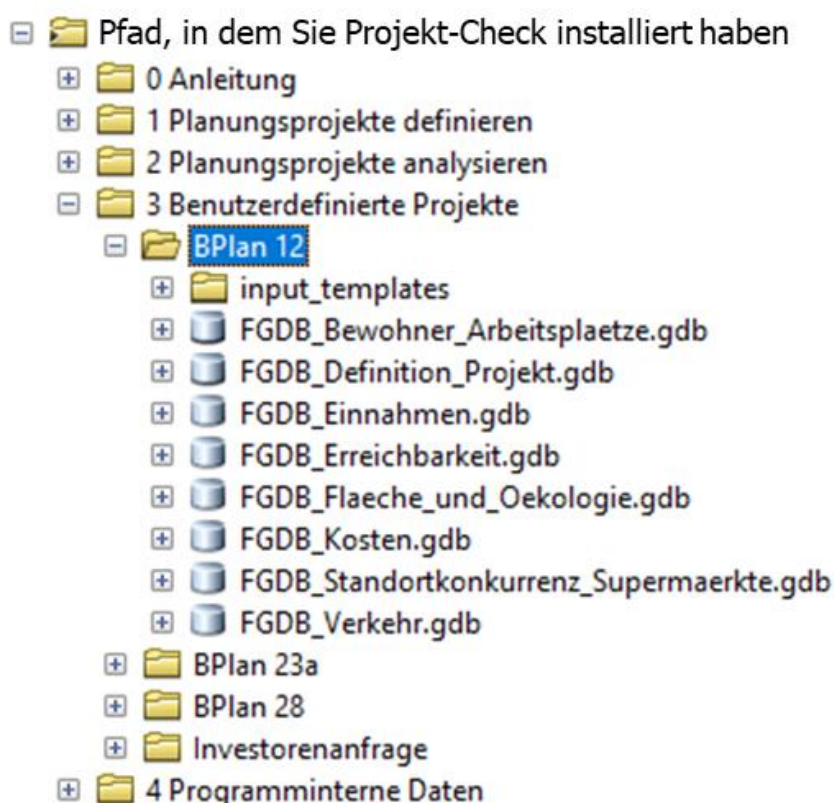 Pfad, in dem Sie Projekt-Check installiert haben
0 Anleitung
1 Planungsprojekte definieren
2 Planungsprojekte analysieren
3 Benutzerdefinierte Projekte
BPlan 12
input_templates
FGDB_Bewohner_Arbeitsplaetze.gdb
FGDB_Definition_Projekt.gdb
FGDB_Einnahmen.gdb
FGDB_Erreichbarkeit.gdb
FGDB_Flaeche_und_Oekologie.gdb
FGDB_Kosten.gdb
FGDB_Standortkonkurrenz_Supermaerkte.gdb
FGDB_Verkehr.gdb
BPlan 23a
BPlan 28
Investorenanfrage
4 Programminterne Daten